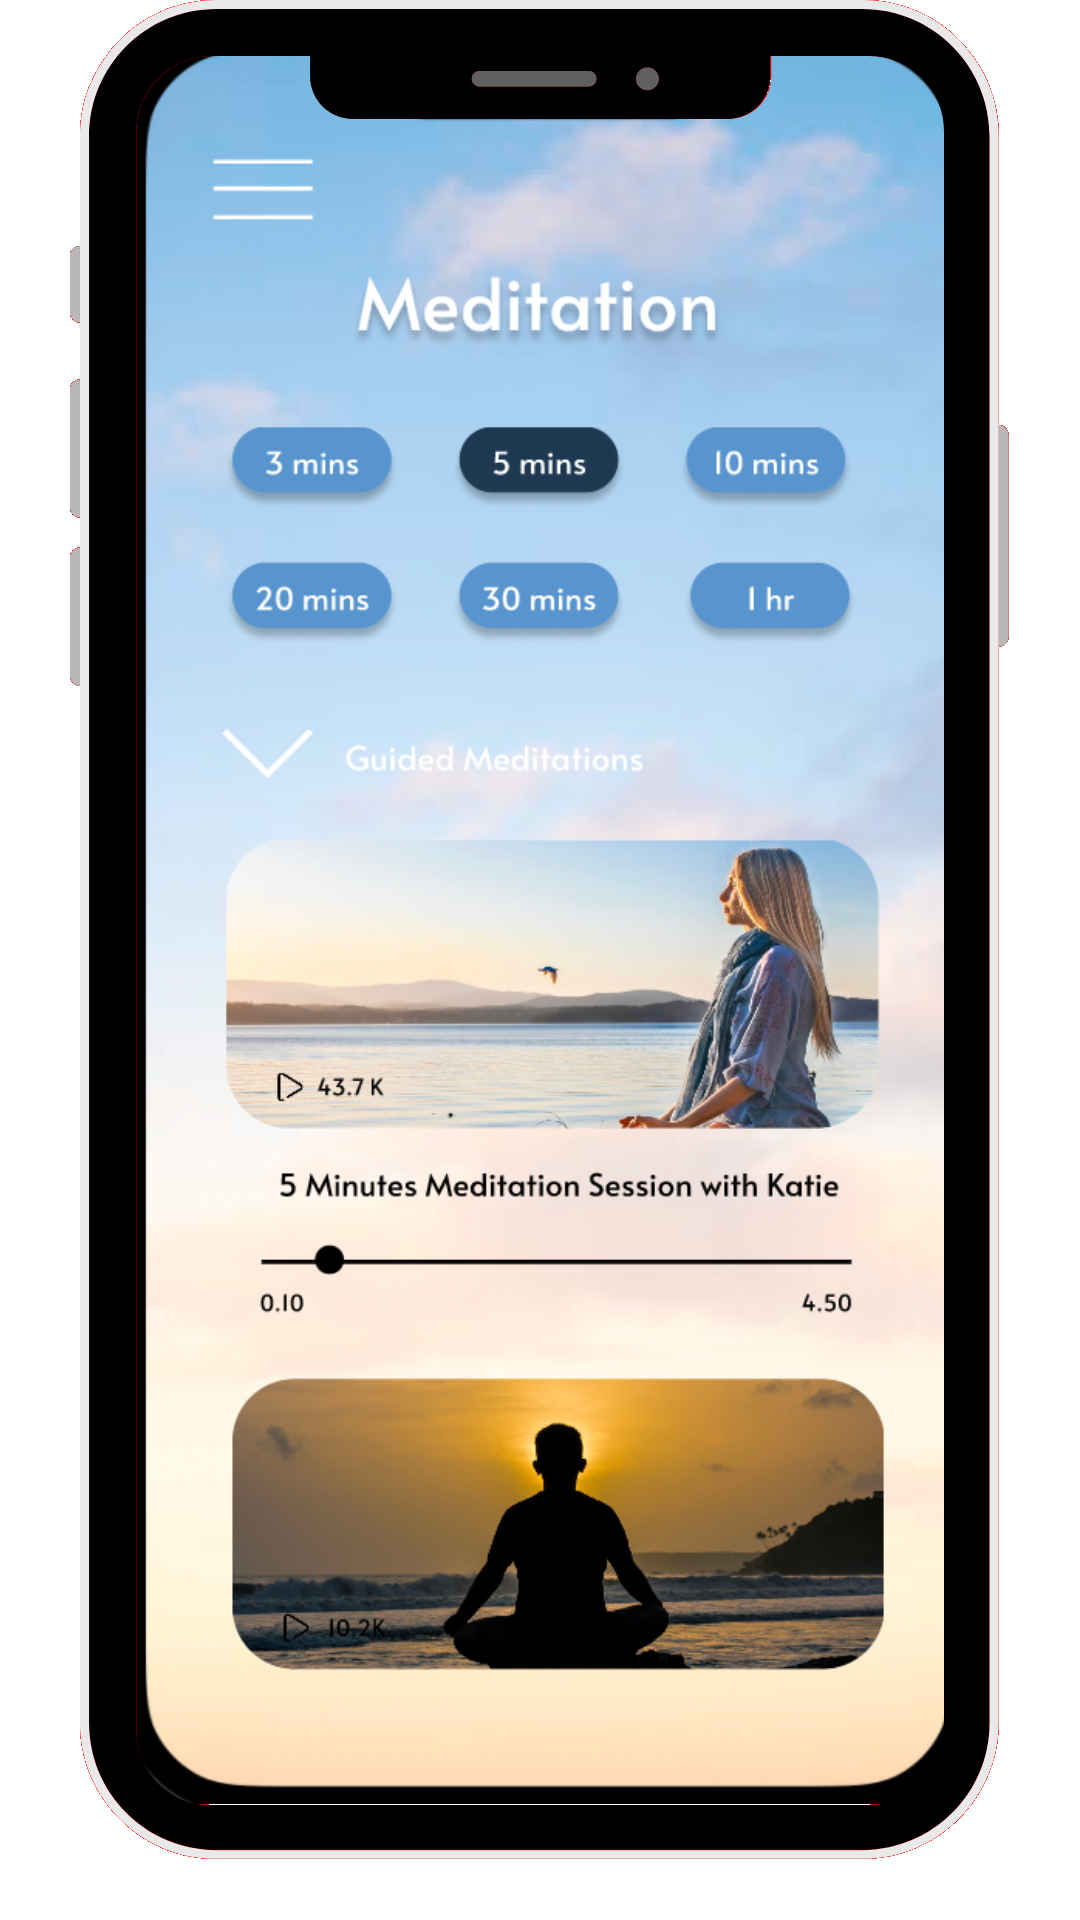 Meditation
3 mins
5 mins
10 mins
20 mins
30 mins
1 hr
Guided Meditations
43.7 K
5 Minutes Meditation Session with Katie
0.10
4.50
10.2K